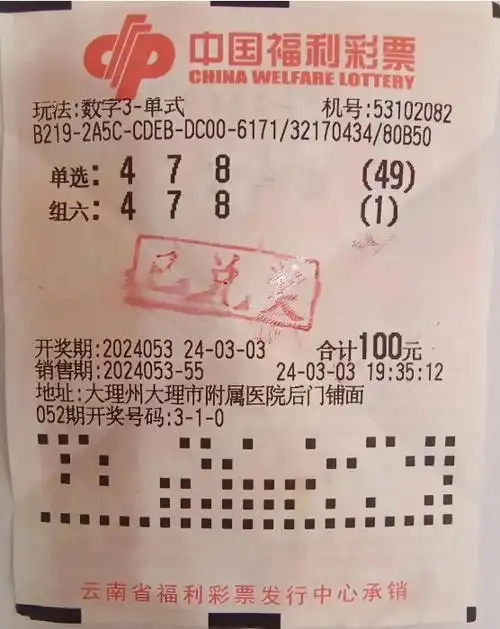 中国福利彩票
CHINA WELFARE LOTTERY
玩法:数字3-单式 机号:53102082
B219-2A5C-CDEB-DC00-6171/32170434/80B50
单选: 4 7 8 (49)
组六: 4 7 8 (1)
已兑奖
开奖期:2024053 24-03-03 合计100元
销售期:2024053-55 24-03-03 19:35:12
地址:大理州大理市附属医院后门铺面
052期开奖号码:3-1-0
云南省福利彩票发行中心承销